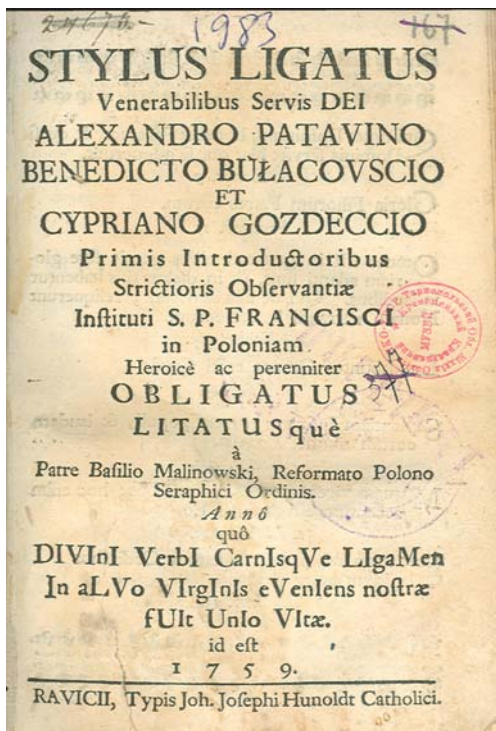 1983
167
STYLUS LIGATUS
Venerabilibus Servis DEI
ALEXANDRO PATAVINO
BENEDICTO BUŁACOVSCIO
ET
CYPRIANO GOZDECCIO
Primis Introductoribus
Strictioris Obſervantiæ
Inſtituti S. P. FRANCISCI
in Poloniam.
Heroicè ac perenniter
OBLIGATUS
LITATUSquè
à
Patre Baſilio Malinowski, Reformato Polono
Seraphici Ordinis.
Annô
quô
DIVInI VerbI CarnIsqVe LIgaMen
In aLVo VIrgInIs eVenIens noſtræ
fUIt UnIo VItæ.
id eſt
1759.
RAVICII, Typis Joh. Joſephi Hunoldt Catholici.